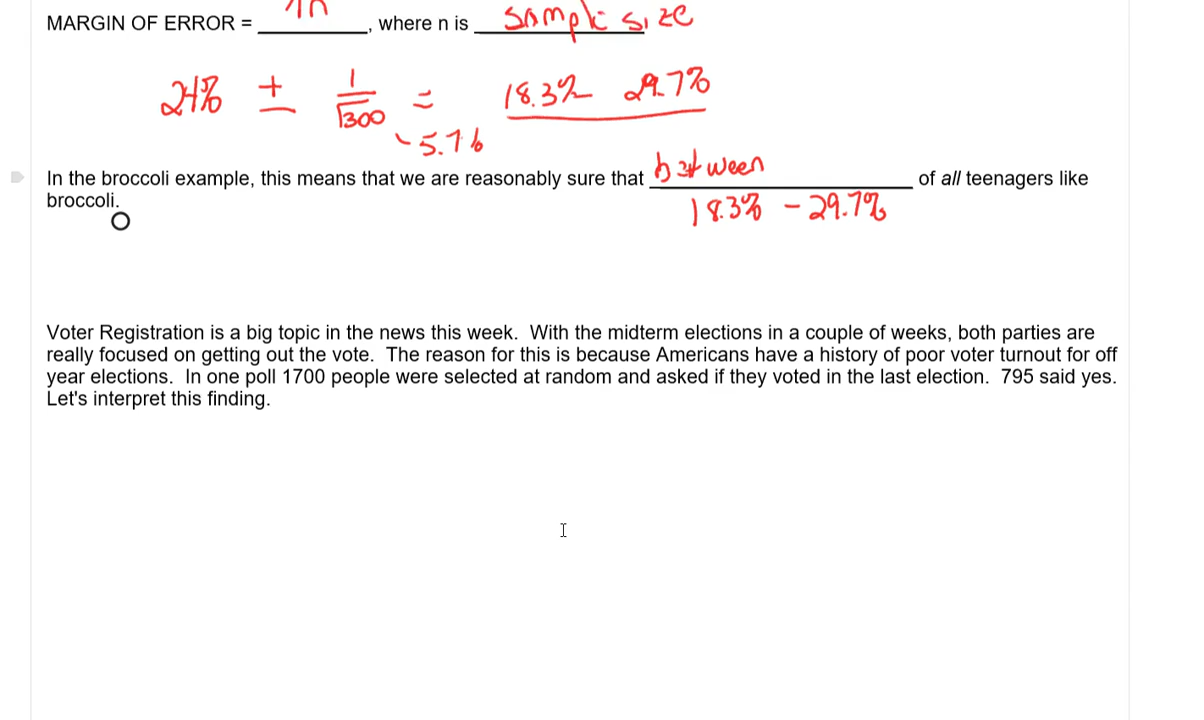 MARGIN OF ERROR = ________, where n is sample size
24% ± 1/√300 = 18.3% 29.7%
5.7%
In the broccoli example, this means that we are reasonably sure that between of all teenagers like
broccoli. 18.3% - 29.7%
Voter Registration is a big topic in the news this week. With the midterm elections in a couple of weeks, both parties are
really focused on getting out the vote. The reason for this is because Americans have a history of poor voter turnout for off
year elections. In one poll 1700 people were selected at random and asked if they voted in the last election. 795 said yes.
Let's interpret this finding.